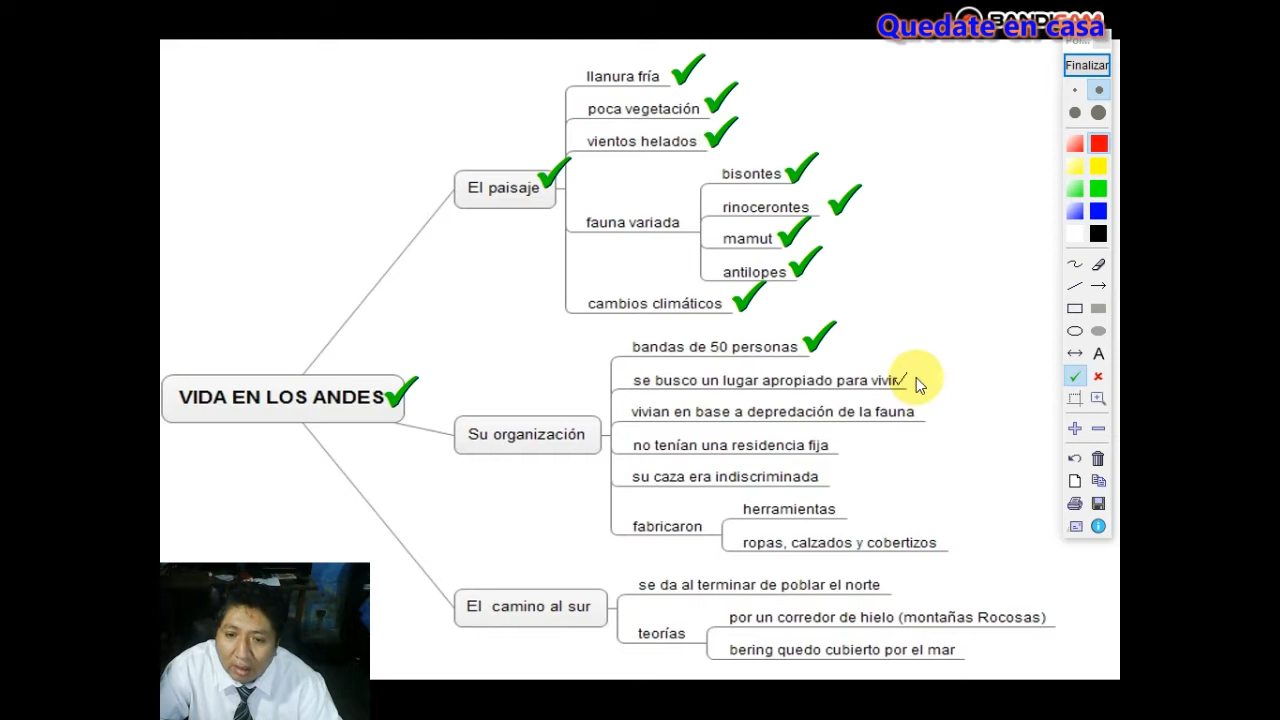 BANDICAM
Quedate en casa
Finalizar
llanura fría
poca vegetación
vientos helados
El paisaje
bisontes
rinocerontes
fauna variada
mamut
antilopes
cambios climáticos
VIDA EN LOS ANDES
bandas de 50 personas
se busco un lugar apropiado para vivir
vivian en base a depredación de la fauna
Su organización
no tenían una residencia fija
su caza era indiscriminada
herramientas
fabricaron
ropas, calzados y cobertizos
se da al terminar de poblar el norte
El camino al sur
por un corredor de hielo (montañas Rocosas)
teorías
bering quedo cubierto por el mar
A